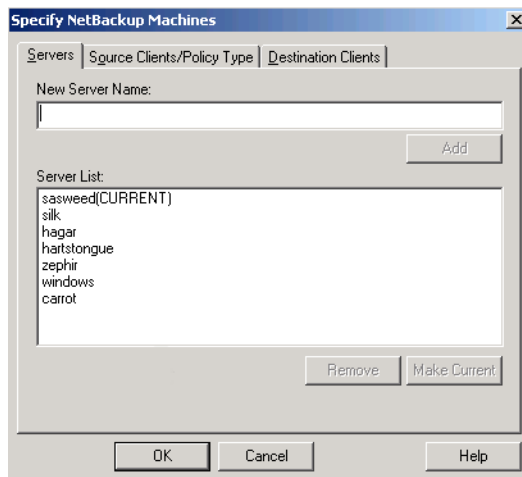 Specify NetBackup Machines
Servers Source Clients/Policy Type Destination Clients
New Server Name:
Add
Server List:
sasweed(CURRENT)
silk
hagar
hartstongue
zephir
windows
carrot
Remove Make Current
OK Cancel Help